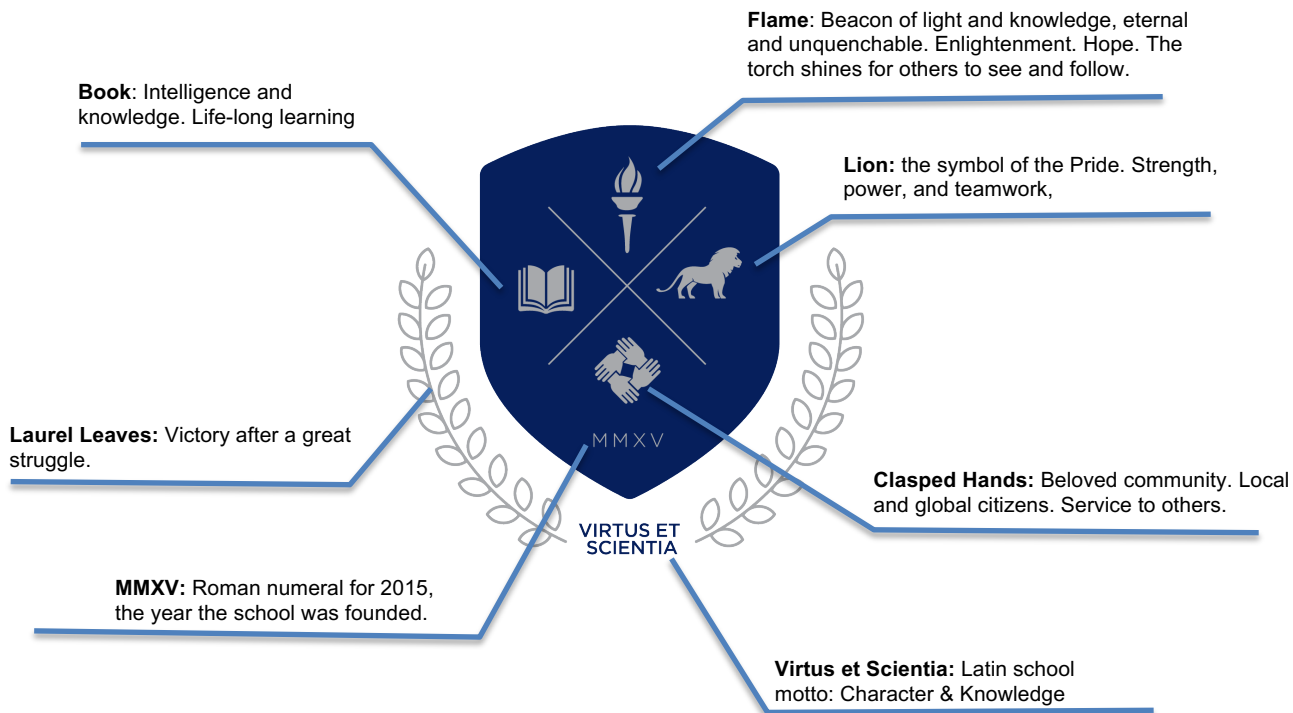 Flame: Beacon of light and knowledge, eternal
and unquenchable. Enlightenment. Hope. The
torch shines for others to see and follow.
Book: Intelligence and
knowledge. Life-long learning
Lion: the symbol of the Pride. Strength,
power, and teamwork,
Laurel Leaves: Victory after a great
struggle.
MMXV
Clasped Hands: Beloved community. Local
and global citizens. Service to others.
VIRTUS ET
SCIENTIA
MMXV: Roman numeral for 2015,
the year the school was founded.
Virtus et Scientia: Latin school
motto: Character & Knowledge